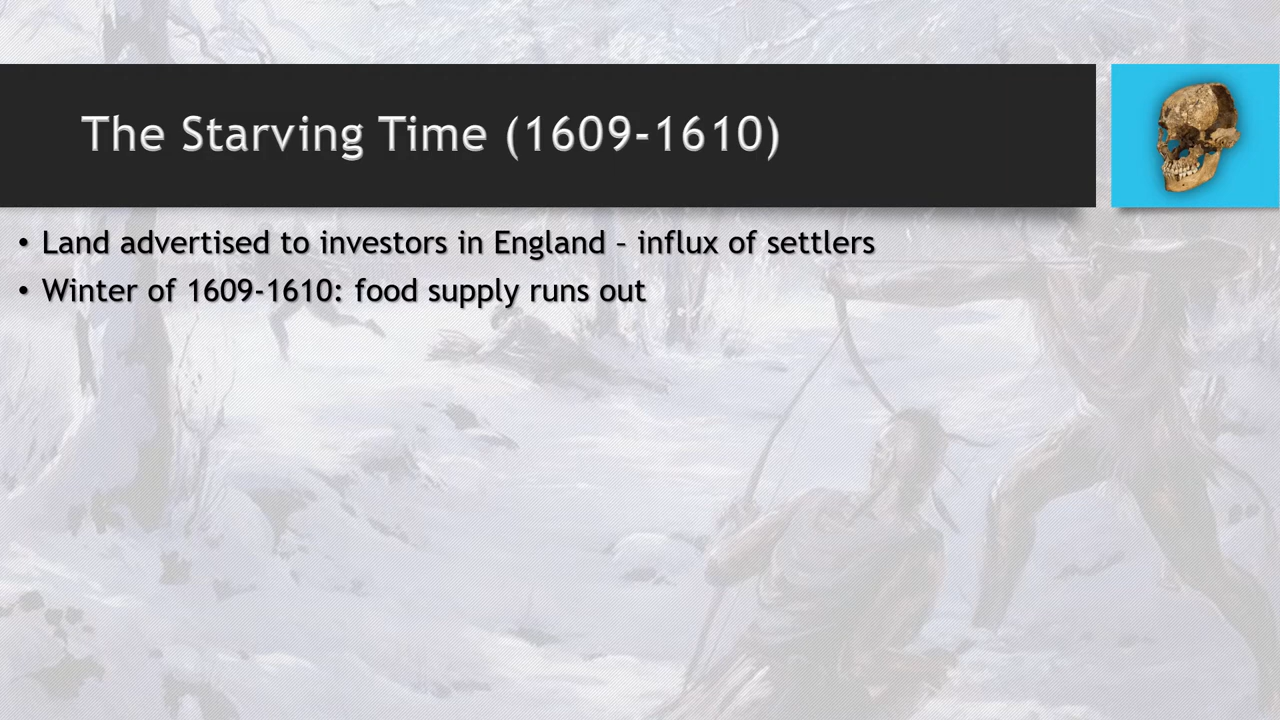 The Starving Time (1609-1610)
• Land advertised to investors in England – influx of settlers
• Winter of 1609-1610: food supply runs out